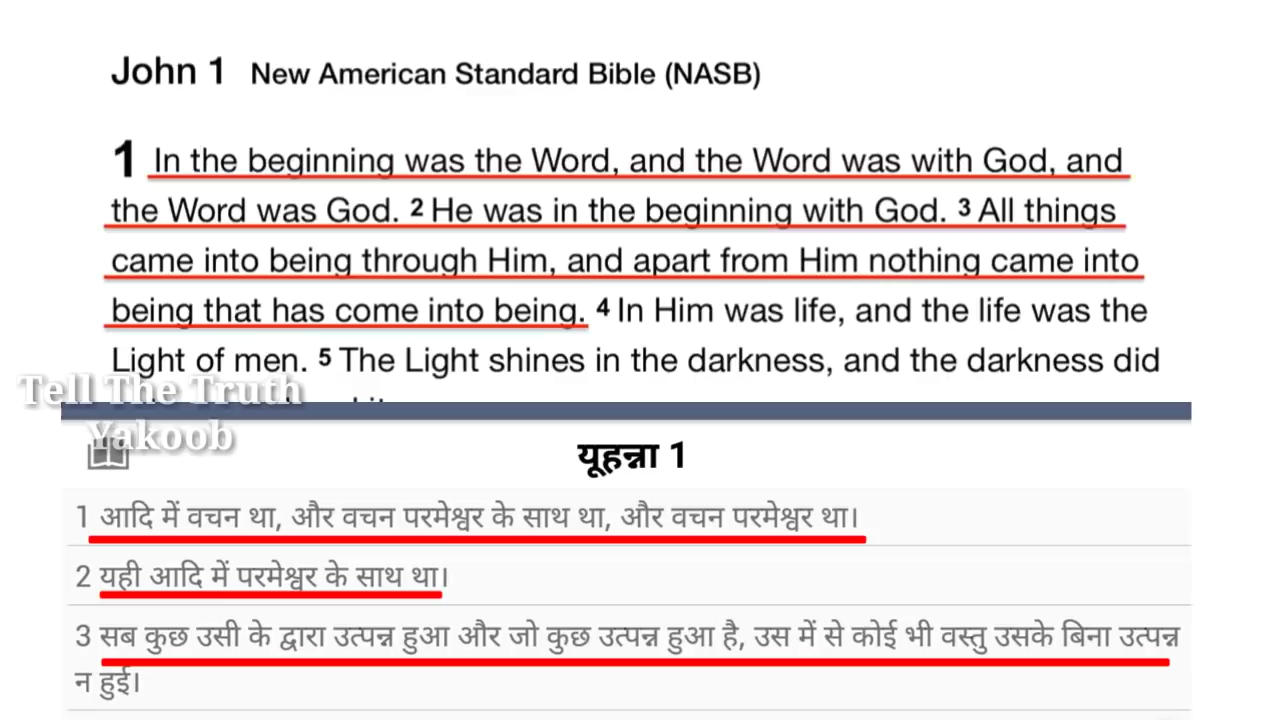 John 1 New American Standard Bible (NASB)
1 In the beginning was the Word, and the Word was with God, and
the Word was God. 2 He was in the beginning with God. 3 All things
came into being through Him, and apart from Him nothing came into
being that has come into being. 4 In Him was life, and the life was the
Light of men. 5 The Light shines in the darkness, and the darkness did
Tell The Truth
Yakoob
यूहन्ना 1
1 आदि में वचन था, और वचन परमेश्वर के साथ था, और वचन परमेश्वर था।
2 यही आदि में परमेश्वर के साथ था।
3 सब कुछ उसी के द्वारा उत्पन्न हुआ और जो कुछ उत्पन्न हुआ है, उस में से कोई भी वस्तु उसके बिना उत्पन्न
न हुई।